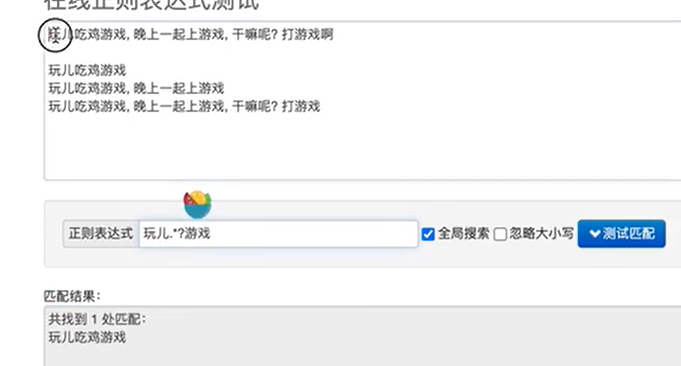 在线正则表达式测试
玩儿吃鸡游戏, 晚上一起上游戏, 干嘛呢? 打游戏啊
玩儿吃鸡游戏
玩儿吃鸡游戏, 晚上一起上游戏
玩儿吃鸡游戏, 晚上一起上游戏, 干嘛呢? 打游戏
正则表达式 玩儿.*?游戏 全局搜索 忽略大小写 测试匹配
匹配结果:
共找到 1 处匹配:
玩儿吃鸡游戏